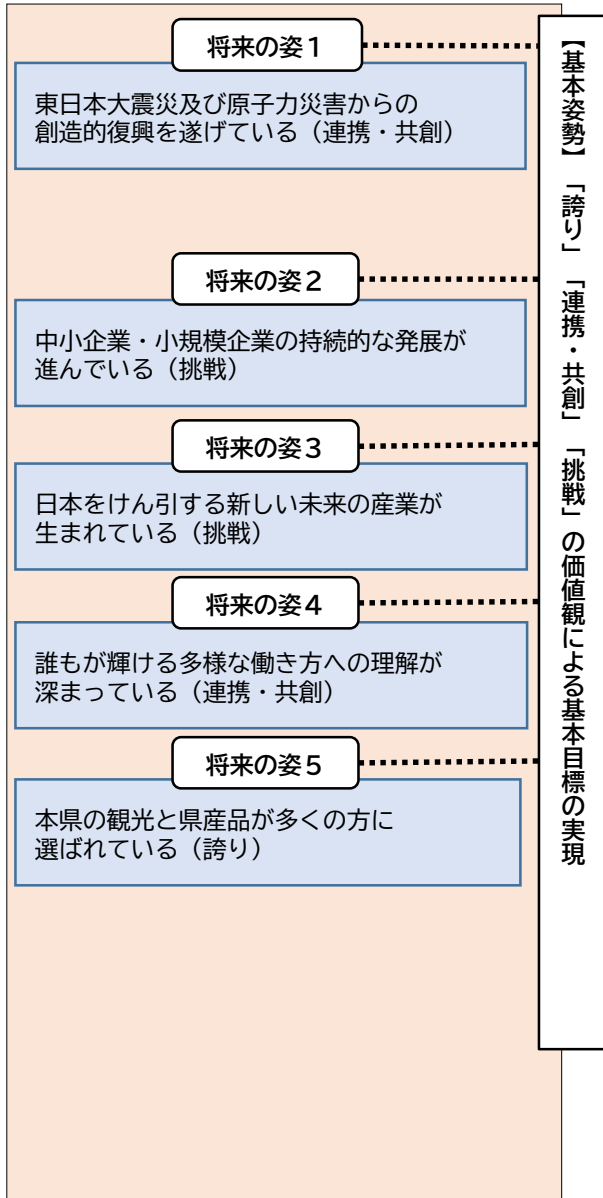 将来の姿１
東日本大震災及び原子力災害からの
創造的復興を遂げている（連携・共創）
将来の姿２
中小企業・小規模企業の持続的な発展が
進んでいる（挑戦）
将来の姿３
日本をけん引する新しい未来の産業が
生まれている（挑戦）
将来の姿４
誰もが輝ける多様な働き方への理解が
深まっている（連携・共創）
将来の姿５
本県の観光と県産品が多くの方に
選ばれている（誇り）
【基本姿勢】「誇り」「連携・共創」「挑戦」の価値観による基本目標の実現